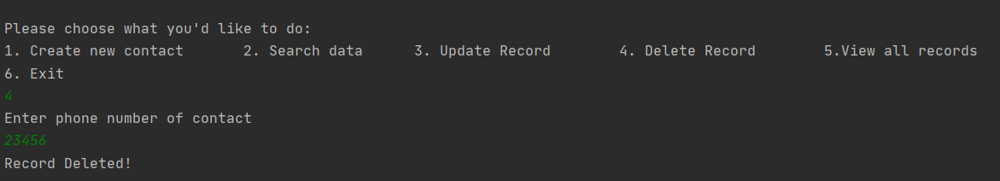 Please choose what you'd like to do:
1. Create new contact       2. Search data      3. Update Record        4. Delete Record        5.View all records
6. Exit
4
Enter phone number of contact
23456
Record Deleted!